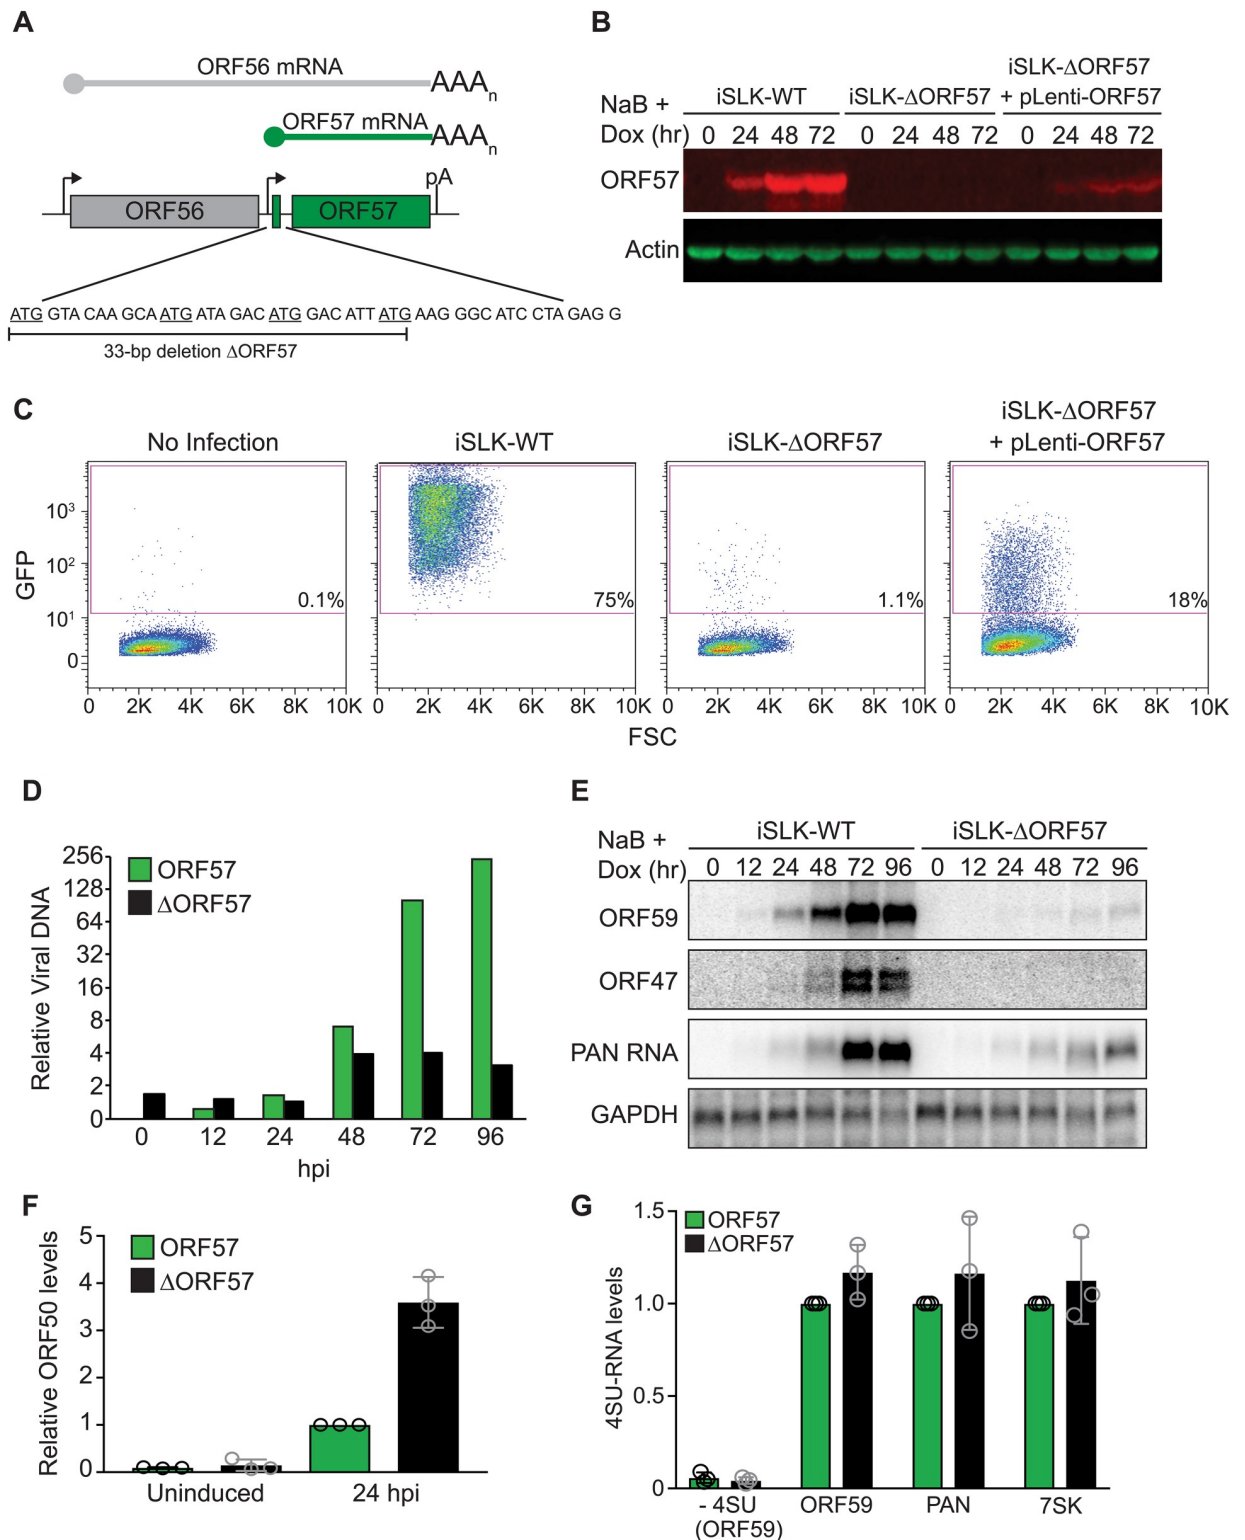 A
ORF56 mRNA
AAAn
ORF57 mRNA
AAAn
pA
ORF56
ORF57
ATG GTA CAA GCA ATG ATA GAC ATG GAC ATT ATG AAG GGC ATC CTA GAG G
33-bp deletion ΔORF57
B
iSLK-ΔORF57
iSLK-WT iSLK-ΔORF57 + pLenti-ORF57
NaB +
Dox (hr) 0 24 48 72 0 24 48 72 0 24 48 72
ORF57
Actin
C
No Infection
iSLK-WT
iSLK-ΔORF57
iSLK-ΔORF57
+ pLenti-ORF57
GFP
10³
10²
10¹
0
0.1%
75%
1.1%
18%
0 2K 4K 6K 8K 10K
0 2K 4K 6K 8K 10K
0 2K 4K 6K 8K 10K
0 2K 4K 6K 8K 10K
FSC
D
Relative Viral DNA
256
128
64
32
16
8
4
2
0
ORF57
ΔORF57
0 12 24 48 72 96
hpi
E
iSLK-WT iSLK-ΔORF57
NaB +
Dox (hr) 0 12 24 48 72 96 0 12 24 48 72 96
ORF59
ORF47
PAN RNA
GAPDH
F
Relative ORF50 levels
5
4
3
2
1
0
ORF57
ΔORF57
Uninduced 24 hpi
G
4SU-RNA levels
1.5
1.0
0.5
0
ORF57
ΔORF57
- 4SU ORF59 PAN 7SK
(ORF59)